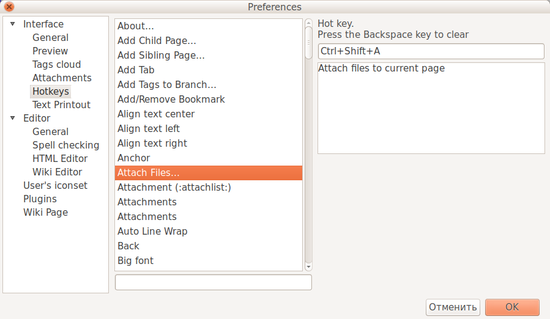 Preferences
Interface
General
Preview
Tags cloud
Attachments
Hotkeys
Text Printout
Editor
General
Spell checking
HTML Editor
Wiki Editor
User's iconset
Plugins
Wiki Page
About...
Add Child Page...
Add Sibling Page...
Add Tab
Add Tags to Branch...
Add/Remove Bookmark
Align text center
Align text left
Align text right
Anchor
Attach Files...
Attachment (:attachlist:)
Attachments
Attachments
Auto Line Wrap
Back
Big font
Hot key.
Press the Backspace key to clear
Ctrl+Shift+A
Attach files to current page
Отменить
OK